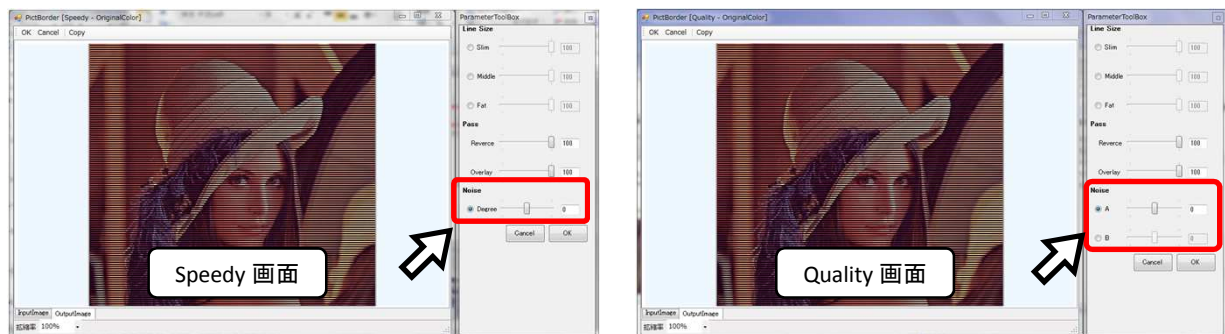 PictBorder [Speedy - OriginalColor]
OK Cancel Copy
ParameterToolBox
Line Size
Slim 100
Middle 100
Fat 100
Pass
Reverce 100
Overlay 100
Noise
Degree 0
Cancel OK
Speedy 画面
InputImage OutputImage
拡縮率 100%
PictBorder [Quality - OriginalColor]
OK Cancel Copy
ParameterToolBox
Line Size
Slim 100
Middle 100
Fat 100
Pass
Reverce 100
Overlay 100
Noise
A 0
B 0
Cancel OK
Quality 画面
InputImage OutputImage
拡縮率 100%